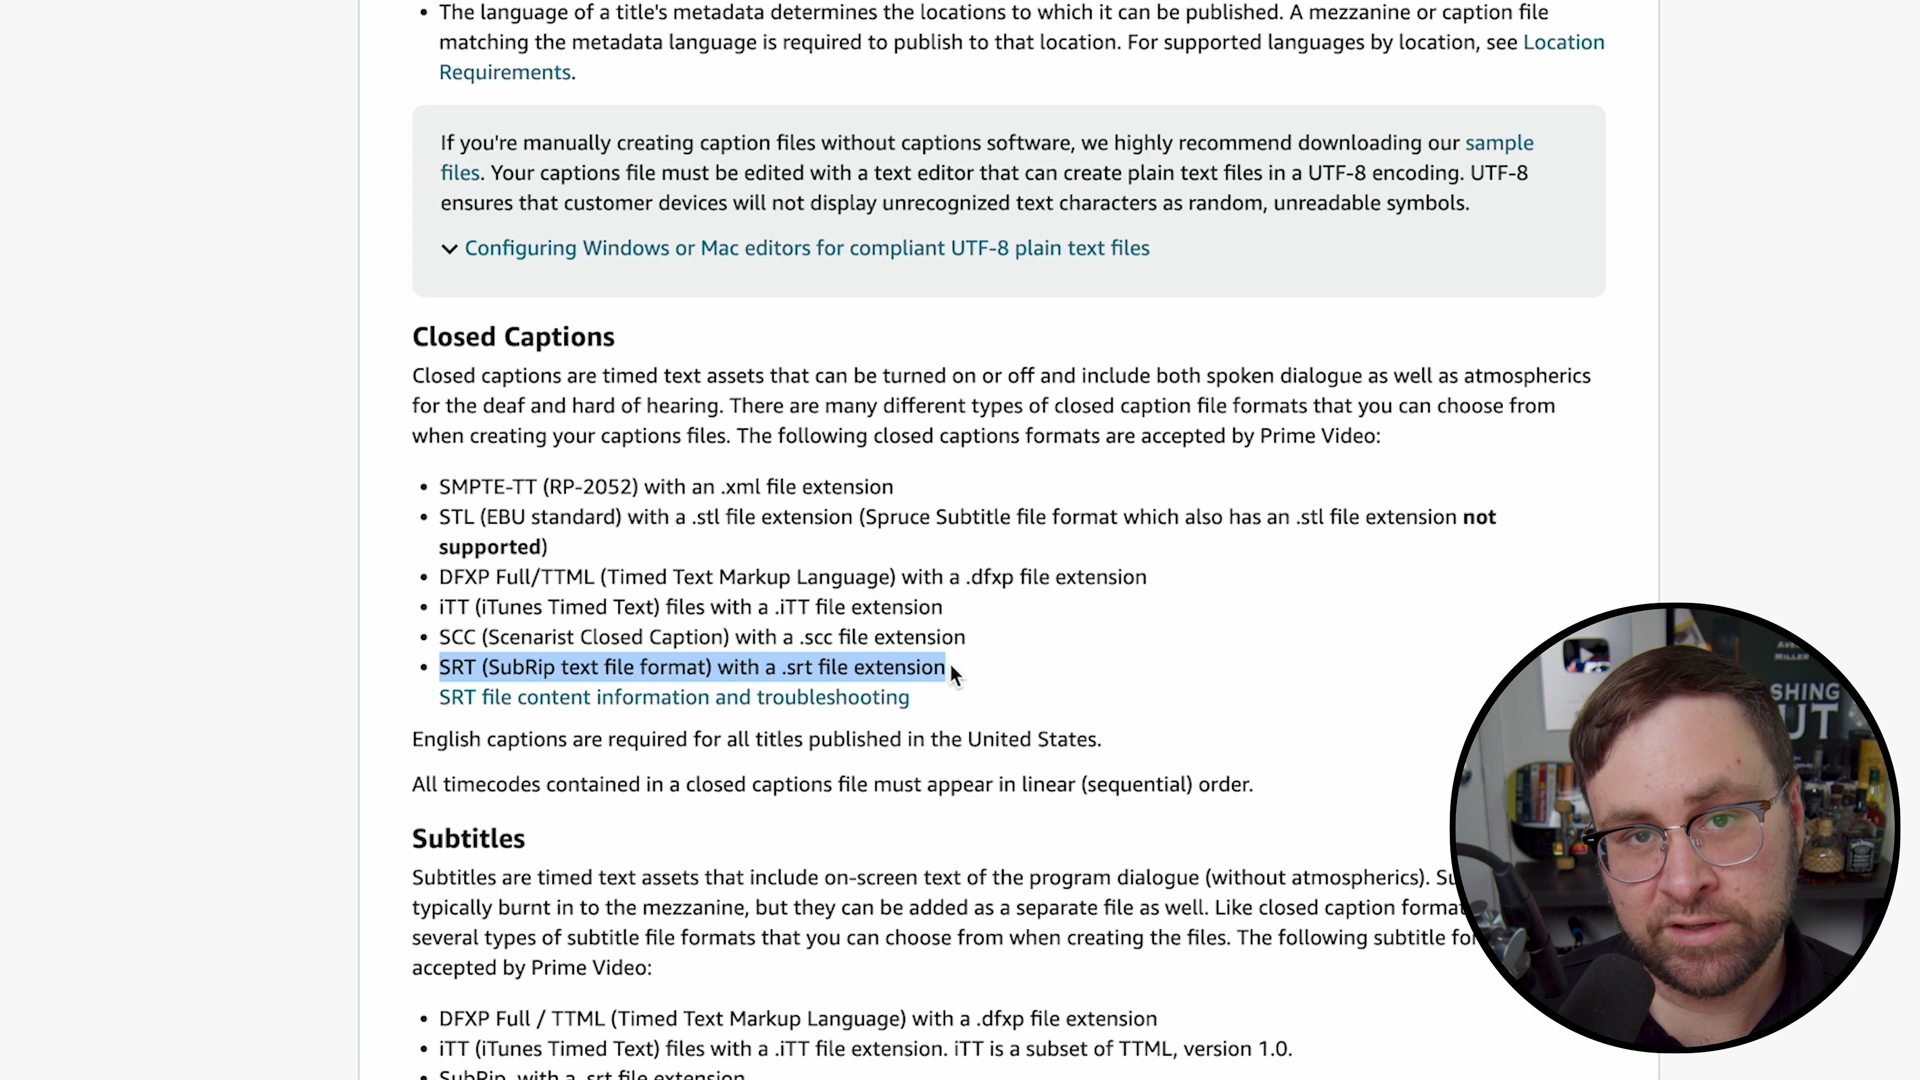 • The language of a title's metadata determines the locations to which it can be published. A mezzanine or caption file
matching the metadata language is required to publish to that location. For supported languages by location, see Location
Requirements.
If you're manually creating caption files without captions software, we highly recommend downloading our sample
files. Your captions file must be edited with a text editor that can create plain text files in a UTF-8 encoding. UTF-8
ensures that customer devices will not display unrecognized text characters as random, unreadable symbols.
Configuring Windows or Mac editors for compliant UTF-8 plain text files
Closed Captions
Closed captions are timed text assets that can be turned on or off and include both spoken dialogue as well as atmospherics
for the deaf and hard of hearing. There are many different types of closed caption file formats that you can choose from
when creating your captions files. The following closed captions formats are accepted by Prime Video:
• SMPTE-TT (RP-2052) with an .xml file extension
• STL (EBU standard) with a .stl file extension (Spruce Subtitle file format which also has an .stl file extension not
supported)
• DFXP Full/TTML (Timed Text Markup Language) with a .dfxp file extension
• iTT (iTunes Timed Text) files with a .iTT file extension
• SCC (Scenarist Closed Caption) with a .scc file extension
• SRT (SubRip text file format) with a .srt file extension
SRT file content information and troubleshooting
English captions are required for all titles published in the United States.
All timecodes contained in a closed captions file must appear in linear (sequential) order.
Subtitles
Subtitles are timed text assets that include on-screen text of the program dialogue (without atmospherics).
typically burnt in to the mezzanine, but they can be added as a separate file as well. Like closed caption
several types of subtitle file formats that you can choose from when creating the files. The following subtitle
accepted by Prime Video:
• DFXP Full / TTML (Timed Text Markup Language) with a .dfxp file extension
• iTT (iTunes Timed Text) files with a .iTT file extension. iTT is a subset of TTML, version 1.0.
• SubRip, with a .srt file extension
MILLER
SHING
UT